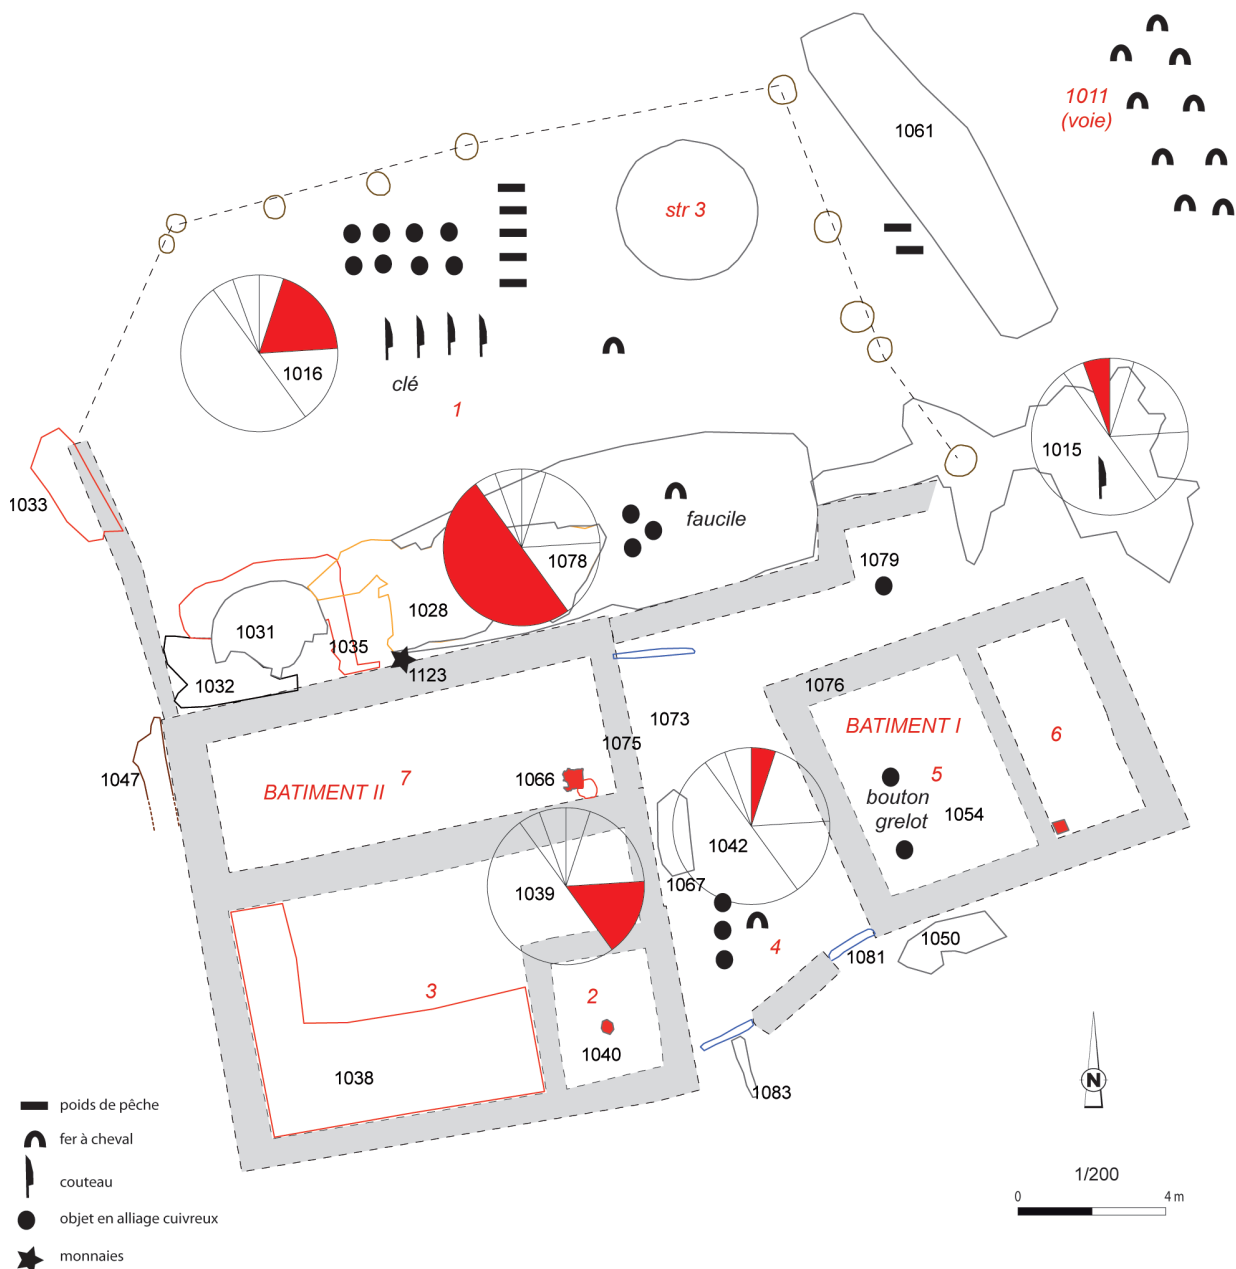 1011
(voie)
1061
str 3
1016
clé
1
1015
1033
1078
faucile
1079
1028
1031
1035
1032
1123
1076
1073
1075
BATIMENT I
6
1047
1066
7
BATIMENT II
5
bouton
grelot
1054
1042
1067
1039
4
1050
1081
3
2
1040
1038
1083
N
poids de pêche
fer à cheval
couteau
objet en alliage cuivreux
monnaies
1/200
0
4 m